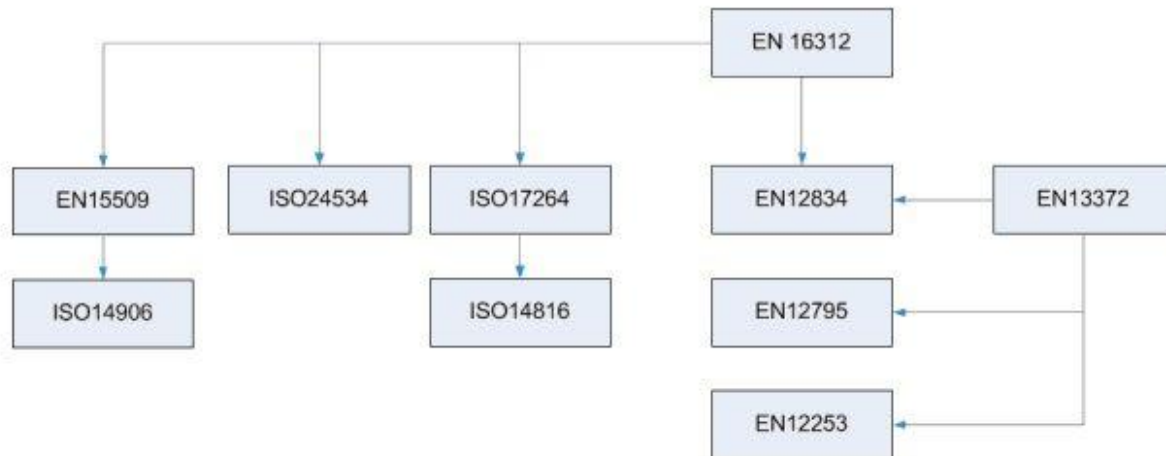 EN 16312
EN15509
ISO24534
ISO17264
EN12834
EN13372
ISO14906
ISO14816
EN12795
EN12253